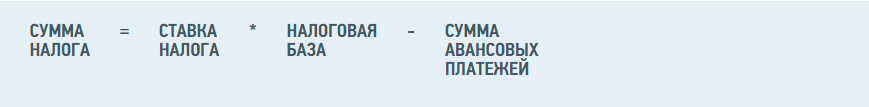 СУММА = СТАВКА * НАЛОГОВАЯ - СУММА
НАЛОГА НАЛОГА БАЗА АВАНСОВЫХ
ПЛАТЕЖЕЙ